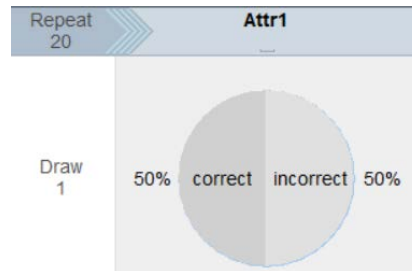 Repeat
20
Attr1
Draw
1
50% correct incorrect 50%